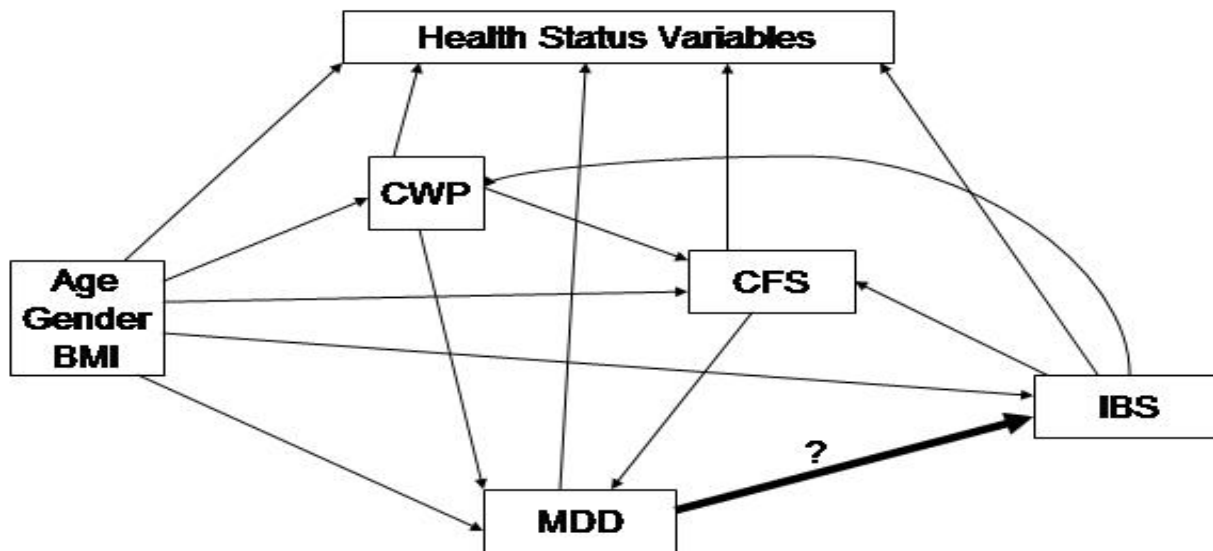 Health Status Variables
CWP
CFS
Age
Gender
BMI
IBS
?
MDD